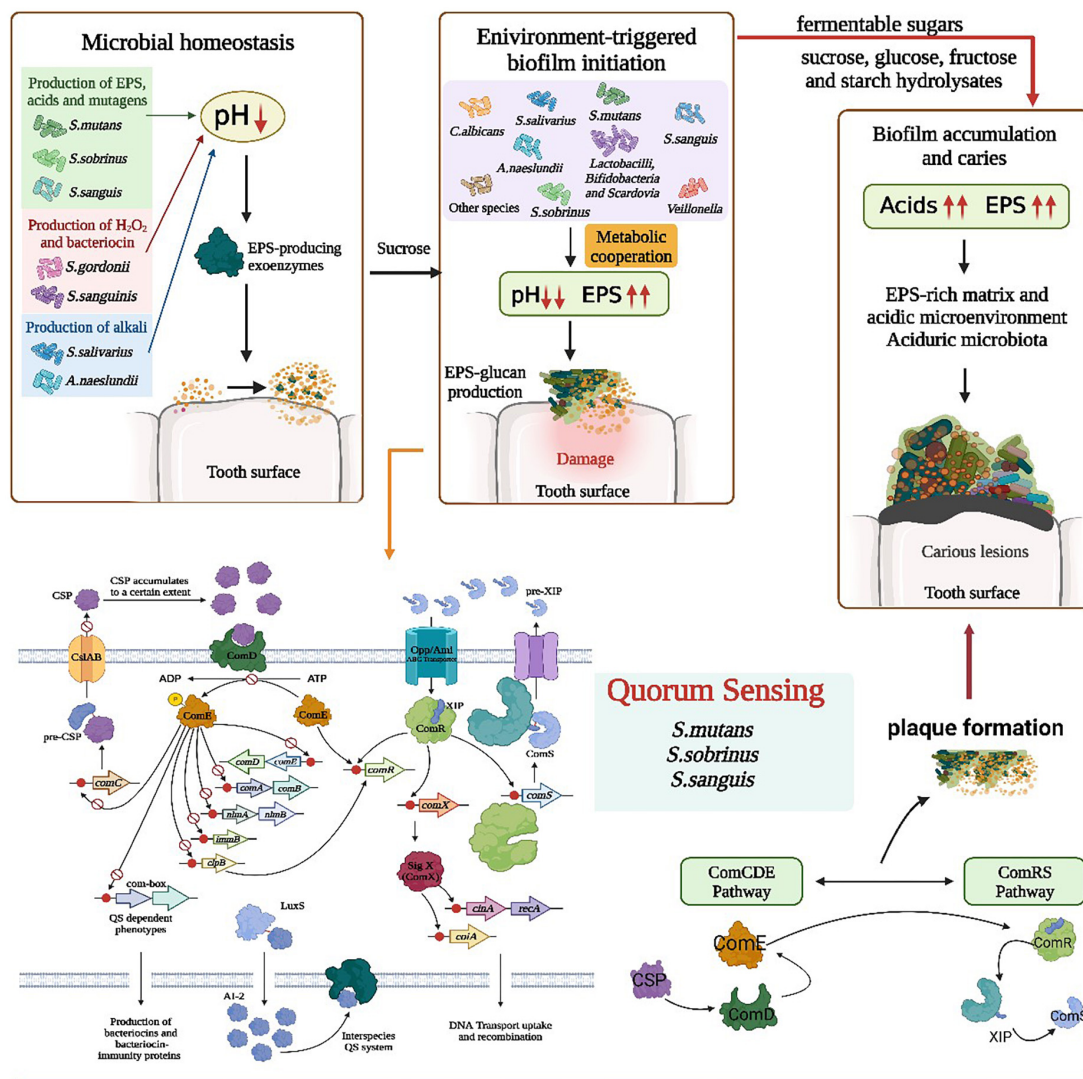 Microbial homeostasis
Production of EPS,
acids and mutagens
S.mutans
S.sobrinus
S.sanguis
Production of H₂O₂
and bacteriocin
S.gordonii
S.sanguinis
Production of alkali
S.salivarius
A.naeslundii
pH
EPS-producing
exoenzymes
Tooth surface
Sucrose
Enivironment-triggered
biofilm initiation
C.albicans
S.salivarius
S.mutans
S.sanguis
A.naeslundii
Lactobacilli,
Bifidobacteria
and Scardovia
Other species
S.sobrinus
Veillonella
Metabolic
cooperation
pH EPS
EPS-glucan
production
Damage
Tooth surface
fermentable sugars
sucrose, glucose, fructose
and starch hydrolysates
Biofilm accumulation
and caries
Acids EPS
EPS-rich matrix and
acidic microenvironment
Aciduric microbiota
Carious lesions
Tooth surface
CSP
CSP accumulates
to a certain extent
pre-XIP
CslAB
ComD
Opp/Ami
ABC Transportor
ADP
ATP
P
ComE
ComE
XIP
ComR
pre-CSP
ComS
comC
comD
comE
comA
comB
nlmA
nlmB
immB
clpB
comR
comX
comS
Sig X
(ComX)
com-box
QS dependent
phenotypes
LuxS
cinA
recA
coiA
AI-2
Production of
bacteriocins and
bacteriocin-
immunity proteins
Interspecies
QS system
DNA Transport uptake
and recombination
Quorum Sensing
S.mutans
S.sobrinus
S.sanguis
plaque formation
ComCDE
Pathway
ComRS
Pathway
ComE
CSP
ComD
ComR
XIP
ComS